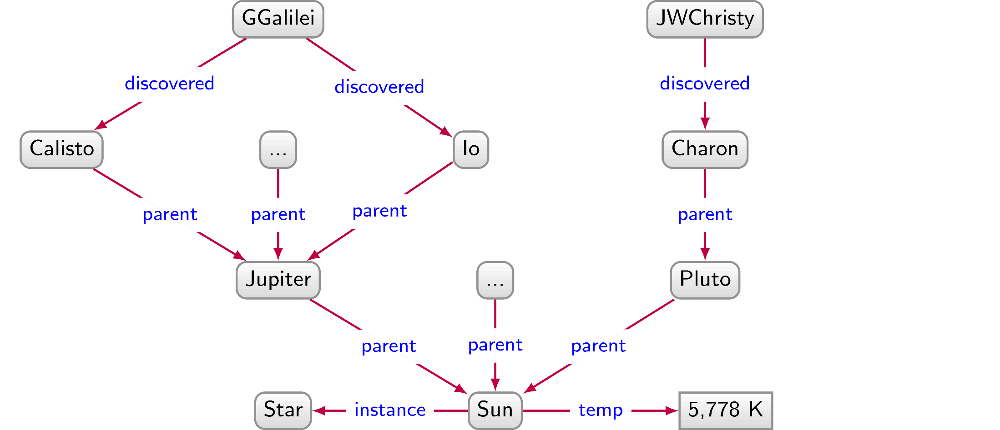 GGalilei
JWChristy
discovered
discovered
discovered
Calisto
...
Io
Charon
parent
parent
parent
parent
Jupiter
...
Pluto
parent
parent
parent
Star
instance
Sun
temp
5,778 K